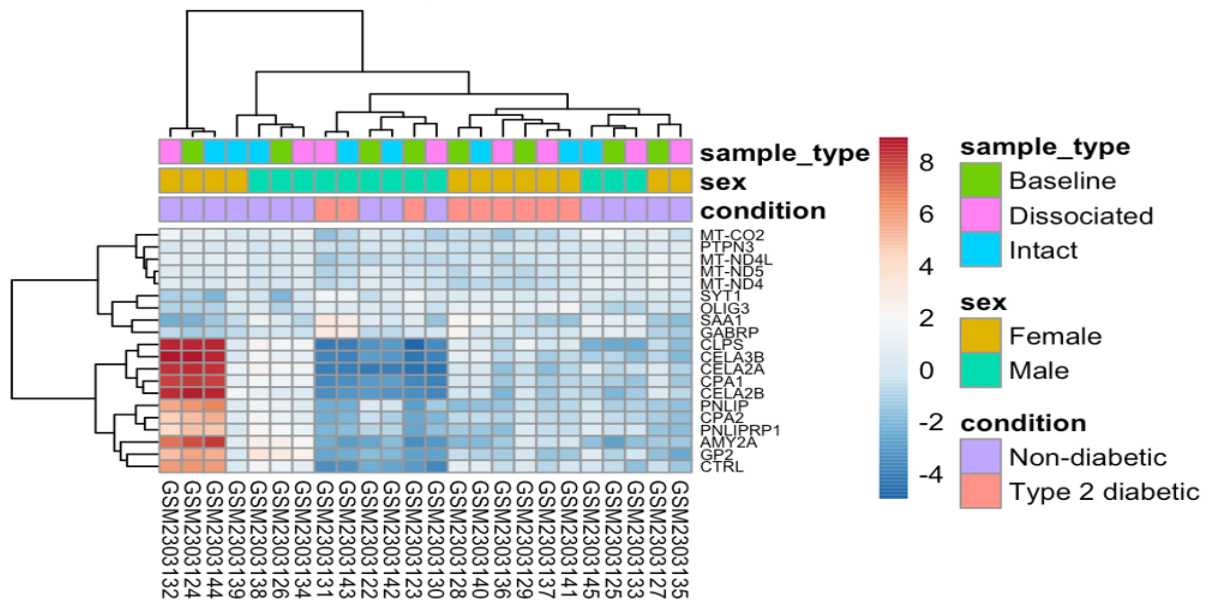 sample_type
sex
condition
MT-CO2
PTPN3
MT-ND4L
MT-ND5
MT-ND4
SYT1
OLIG3
SAA1
GABRP
CLPS
CELA3B
CELA2A
CPA1
CELA2B
PNLIP
CPA2
PNLIPRP1
AMY2A
GP2
CTRL
GSM2303132
GSM2303124
GSM2303144
GSM2303139
GSM2303138
GSM2303126
GSM2303134
GSM2303131
GSM2303143
GSM2303122
GSM2303142
GSM2303123
GSM2303130
GSM2303128
GSM2303140
GSM2303136
GSM2303129
GSM2303137
GSM2303141
GSM2303145
GSM2303125
GSM2303133
GSM2303127
GSM2303135
8
6
4
2
0
-2
-4
sample_type
Baseline
Dissociated
Intact
sex
Female
Male
condition
Non-diabetic
Type 2 diabetic